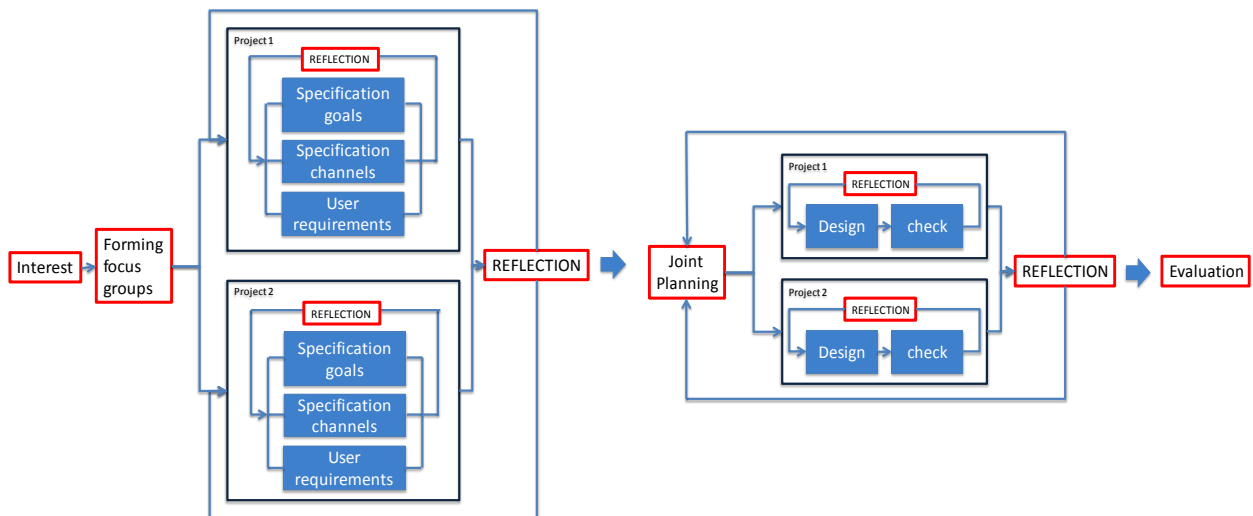 Interest
Forming
focus
groups
Project 1
REFLECTION
Specification
goals
Specification
channels
User
requirements
Project 2
REFLECTION
Specification
goals
Specification
channels
User
requirements
REFLECTION
Joint
Planning
Project 1
REFLECTION
Design
check
Project 2
REFLECTION
Design
check
REFLECTION
Evaluation